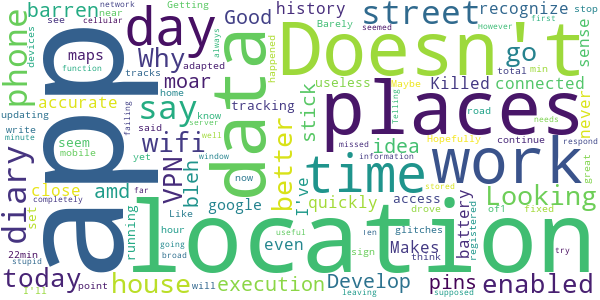 barren
day
street
history
recognize
network
cellular
Getting
near
devices
see
phone
app
data
Doesn't
Good
Why
moar
maps
adapted
tracks
function
home
always
happened
go
sense
stop
However
first
seemed
total
min
useless
Barely
accurate
say
tracking
Killed
connected
never
Maybe
telling
road
missed
continue
needs
places
updating
write
minute
seem
mobile
said
failing
know
server
yet
well
wifi
stick
idea
information
great
respond
Hopefully
diary
close
completely
set
amd
far
VPN
bleh
window
now
better
time
work
I've
quickly
access
stored
drove
of
fixed
Looking
google
battery
registered
Like
running
hour
going
broad
location
even
useful
sign
Makes
glitches
think
try
22min
stupid
I'll
today
point
house
will
execution
leaving
Develop
pins
supposed
enabled